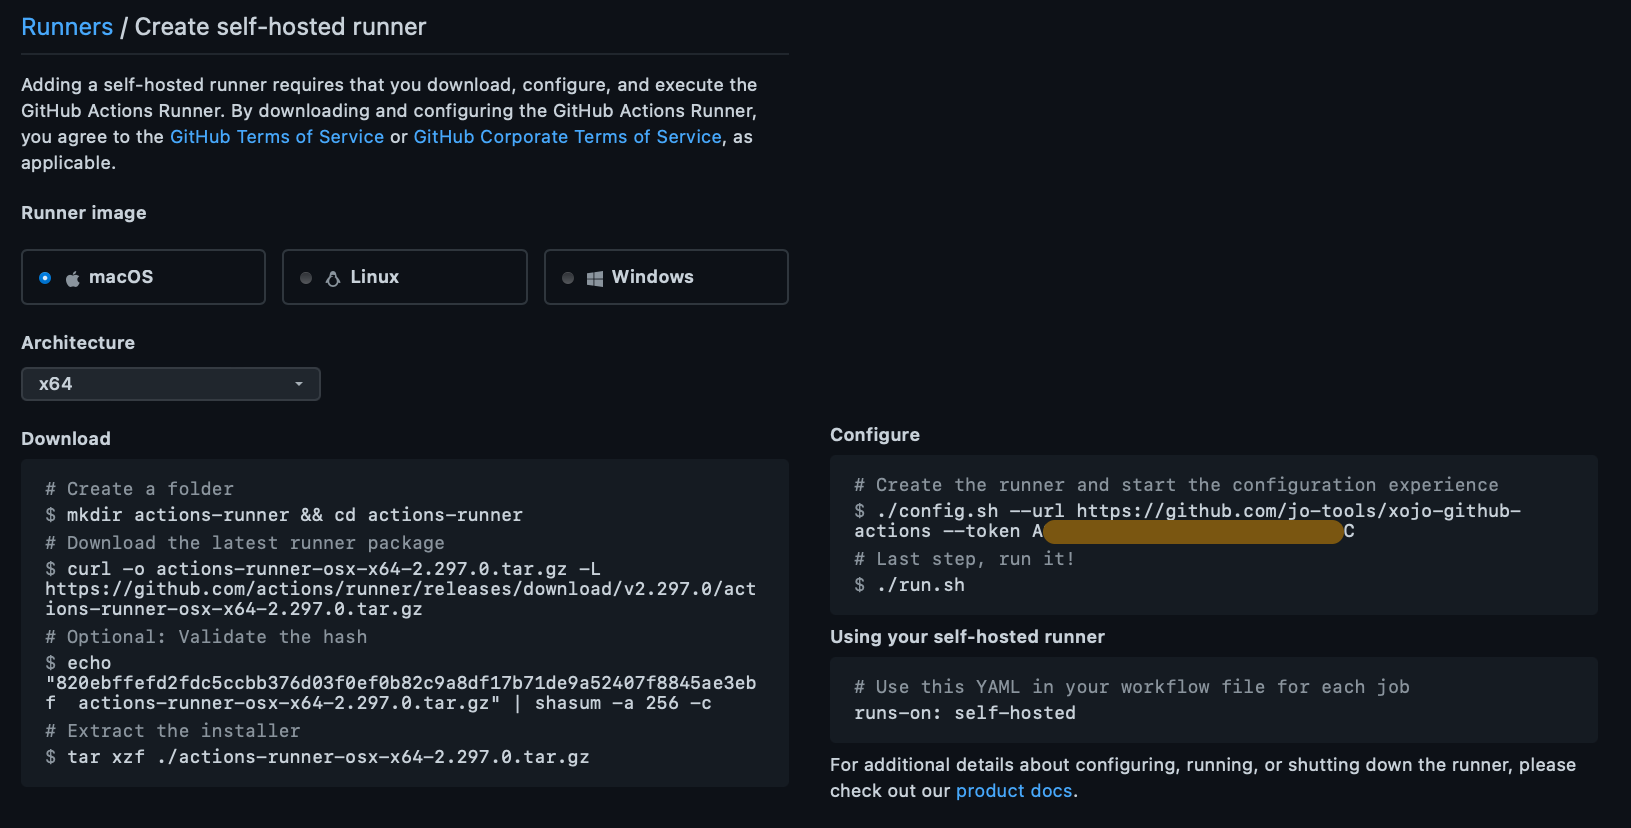 Runners / Create self-hosted runner
Adding a self-hosted runner requires that you download, configure, and execute the
GitHub Actions Runner. By downloading and configuring the GitHub Actions Runner,
you agree to the GitHub Terms of Service or GitHub Corporate Terms of Service, as
applicable.
Runner image
macOS
Linux
Windows
Architecture
x64
Download
# Create a folder
$ mkdir actions-runner && cd actions-runner
# Download the latest runner package
$ curl -o actions-runner-osx-x64-2.297.0.tar.gz -L
https://github.com/actions/runner/releases/download/v2.297.0/act
ions-runner-osx-x64-2.297.0.tar.gz
# Optional: Validate the hash
$ echo
"820ebffefd2fdc5ccbb376d03f0ef0b82c9a8df17b71de9a52407f8845ae3eb
f  actions-runner-osx-x64-2.297.0.tar.gz" | shasum -a 256 -c
# Extract the installer
$ tar xzf ./actions-runner-osx-x64-2.297.0.tar.gz
Configure
# Create the runner and start the configuration experience
$ ./config.sh --url https://github.com/jo-tools/xojo-github-
actions --token A C
# Last step, run it!
$ ./run.sh
Using your self-hosted runner
# Use this YAML in your workflow file for each job
runs-on: self-hosted
For additional details about configuring, running, or shutting down the runner, please
check out our product docs.